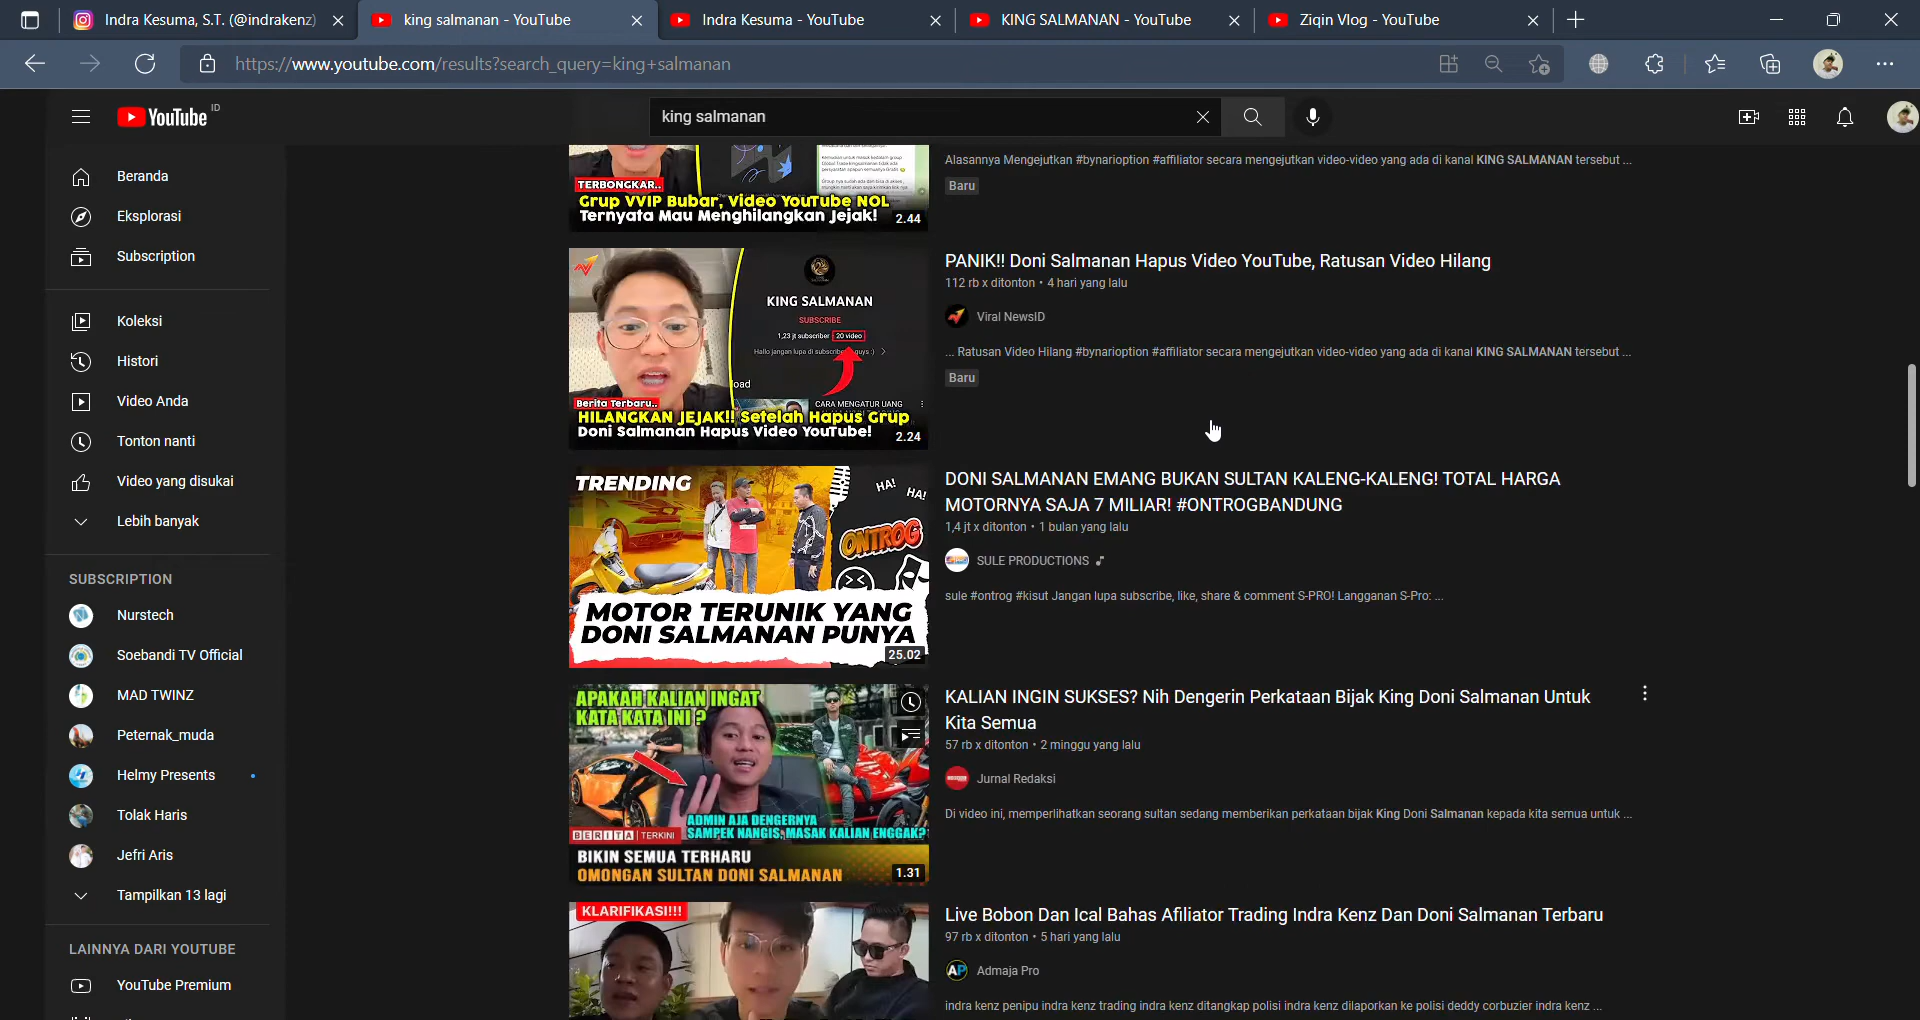 Indra Kesuma, S.T. (@indrakenz)
king salmanan - YouTube
Indra Kesuma - YouTube
KING SALMANAN - YouTube
Ziqin Vlog - YouTube
https://www.youtube.com/results?search_query=king+salmanan
YouTube ID
king salmanan
Beranda
Eksplorasi
Subscription
Koleksi
Histori
Video Anda
Tonton nanti
Video yang disukai
Lebih banyak
SUBSCRIPTION
Nurstech
Soebandi TV Official
MAD TWINZ
Peternak_muda
Helmy Presents
Tolak Haris
Jefri Aris
Tampilkan 13 lagi
LAINNYA DARI YOUTUBE
YouTube Premium
TERBONGKAR..
Grup VVIP Bubar, Video YouTube NOL
Ternyata Mau Menghilangkan Jejak!
2.44
Alasannya Mengejutkan #bynarioption #affiliator secara mengejutkan video-video yang ada di kanal KING SALMANAN tersebut ...
Baru
KING SALMANAN
SUBSCRIBE
1,23 jt subscriber 20 video
Hallo jangan lupa di subscribe guys :)
oad
CARA MENGATUR UANG
Berita Terbaru..
HILANGKAN JEJAK!! Setelah Hapus Grup
Doni Salmanan Hapus Video YouTube!
2.24
PANIK!! Doni Salmanan Hapus Video YouTube, Ratusan Video Hilang
112 rb x ditonton • 4 hari yang lalu
Viral NewsID
... Ratusan Video Hilang #bynarioption #affiliator secara mengejutkan video-video yang ada di kanal KING SALMANAN tersebut ...
Baru
TRENDING
HA! HA!
ONTROG
MOTOR TERUNIK YANG
DONI SALMANAN PUNYA
25.02
DONI SALMANAN EMANG BUKAN SULTAN KALENG-KALENG! TOTAL HARGA
MOTORNYA SAJA 7 MILIAR! #ONTROGBANDUNG
1,4 jt x ditonton • 1 bulan yang lalu
SULE PRODUCTIONS
sule #ontrog #kisut Jangan lupa subscribe, like, share & comment S-PRO! Langganan S-Pro: ...
APAKAH KALIAN INGAT
KATA KATA INI ?
ADMIN AJA DENGERNYA
BERITA TERKINI SAMPEK NANGIS, MASAK KALIAN ENGGAK?
BIKIN SEMUA TERHARU
OMONGAN SULTAN DONI SALMANAN
1.31
KALIAN INGIN SUKSES? Nih Dengerin Perkataan Bijak King Doni Salmanan Untuk
Kita Semua
57 rb x ditonton • 2 minggu yang lalu
Jurnal Redaksi
Di video ini, memperlihatkan seorang sultan sedang memberikan perkataan bijak King Doni Salmanan kepada kita semua untuk ...
KLARIFIKASI!!!
Live Bobon Dan Ical Bahas Afiliator Trading Indra Kenz Dan Doni Salmanan Terbaru
97 rb x ditonton • 5 hari yang lalu
AP Admaja Pro
indra kenz penipu indra kenz trading indra kenz ditangkap polisi indra kenz dilaporkan ke polisi deddy corbuzier indra kenz ...